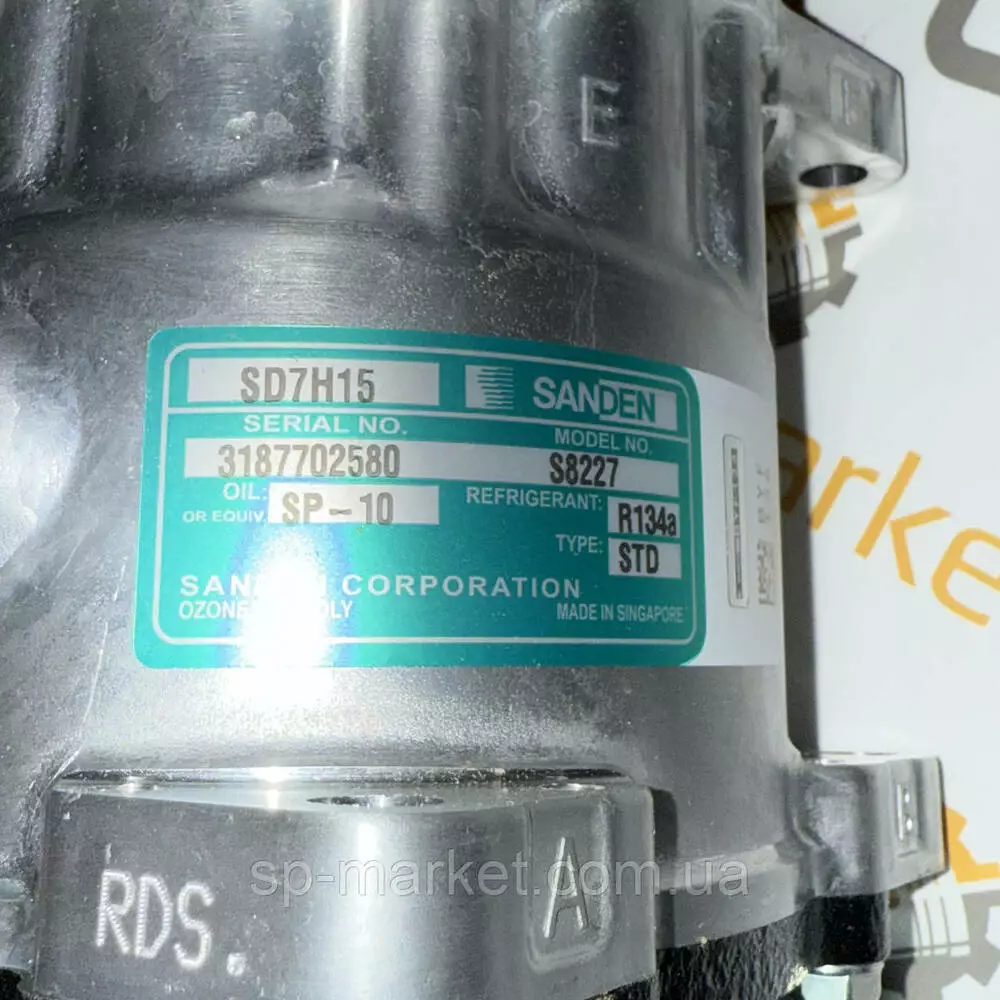 E
SD7H15 SANDEN
SERIAL NO. MODEL NO.
3187702580 S8227
OIL: SP-10 REFRIGERANT: R134a
OR EQUIV.
TYPE: STD
CORPORATION
MADE IN SINGAPORE
arke
sp-market.com.ua
RDS. A